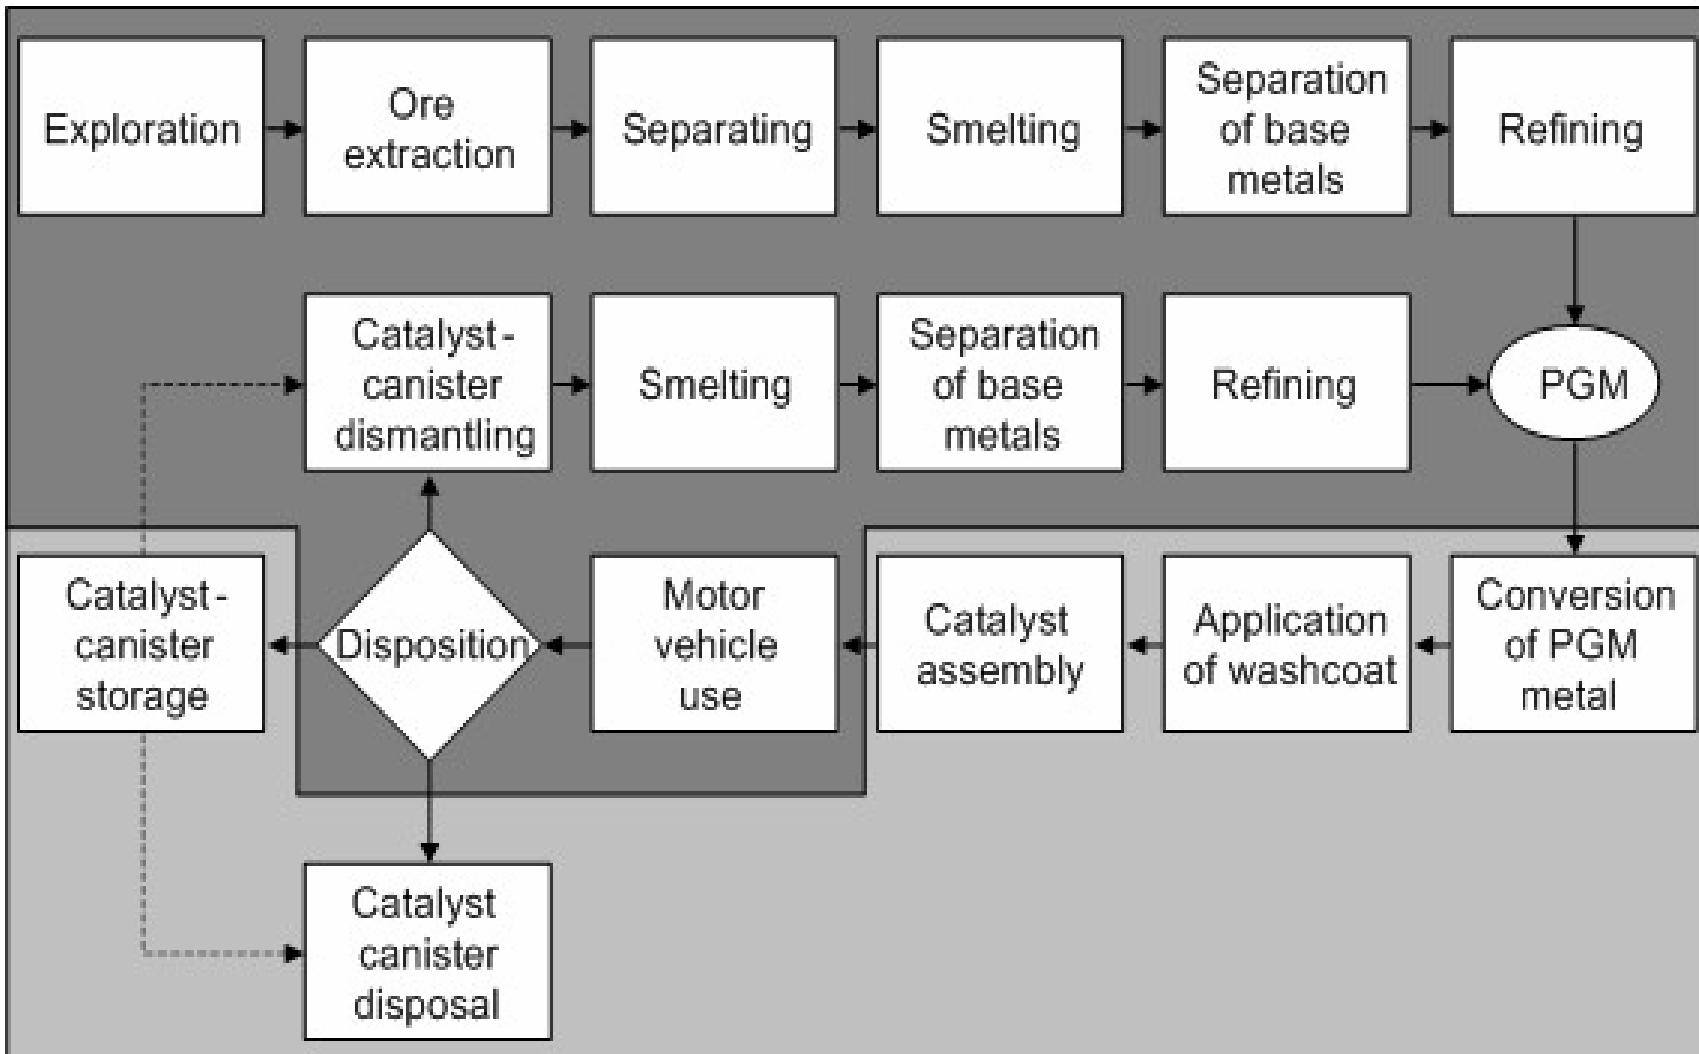 Exploration
Ore
extraction
Separating
Smelting
Separation
of base
metals
Refining
Catalyst-
canister
dismantling
Smelting
Separation
of base
metals
Refining
PGM
Catalyst-
canister
storage
Disposition
Motor
vehicle
use
Catalyst
assembly
Application
of washcoat
Conversion
of PGM
metal
Catalyst
canister
disposal